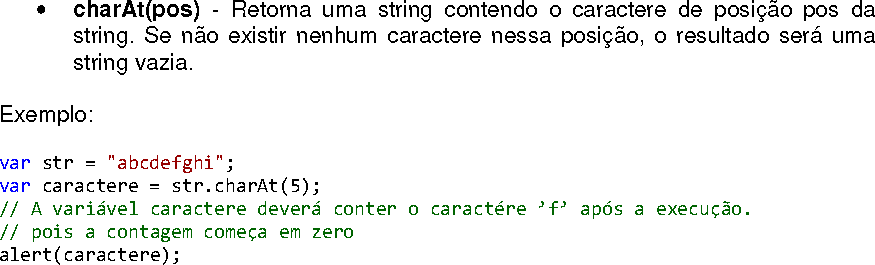 • charAt(pos) - Retorna uma string contendo o caractere de posição pos da
string. Se não existir nenhum caractere nessa posição, o resultado será uma
string vazia.
Exemplo:
var str = "abcdefghi";
var caractere = str.charAt(5);
// A variável caractere deverá conter o caractére ’f’ após a execução.
// pois a contagem começa em zero
alert(caractere);